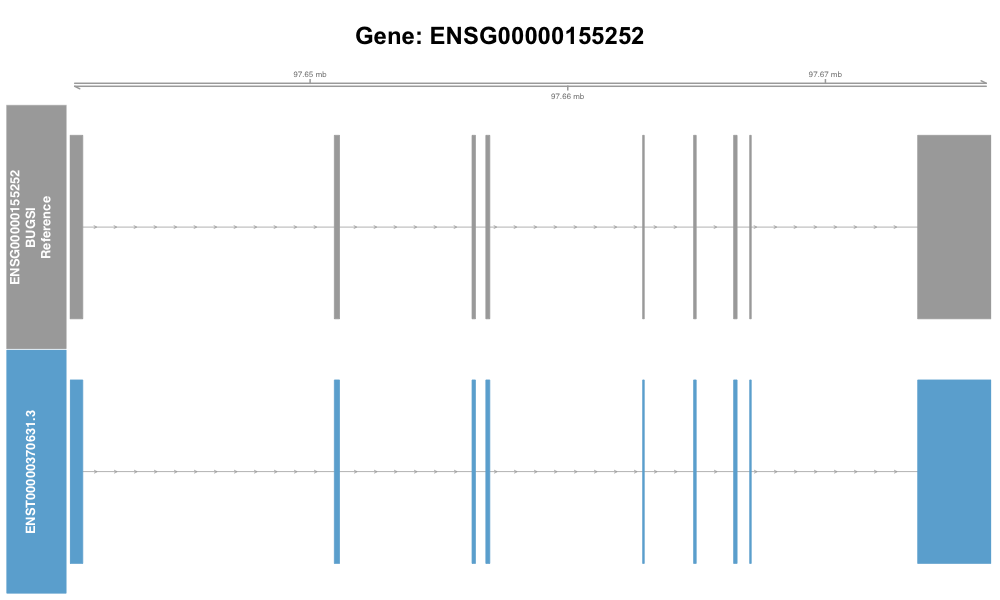 Gene: ENSG00000155252
97.65 mb
97.67 mb
97.66 mb
ENSG00000155252
BUGSI
Reference
ENST00000370631.3